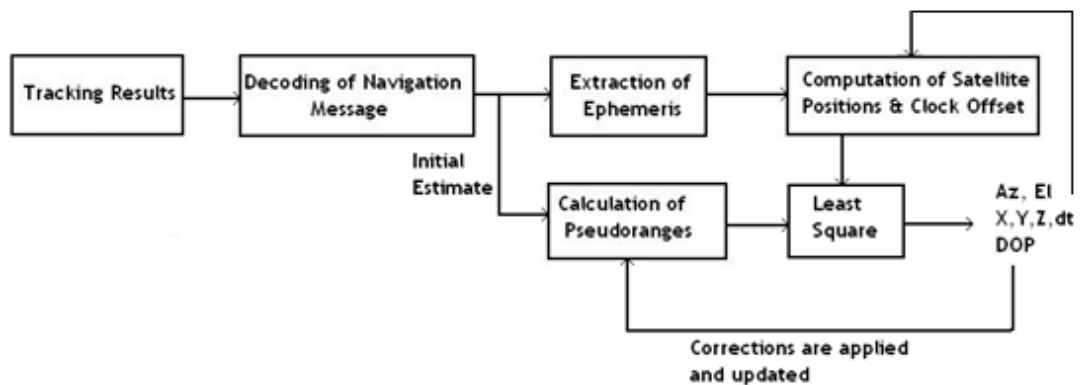 Tracking Results
Decoding of Navigation
Message
Extraction of
Ephemeris
Computation of Satellite
Positions & Clock Offset
Initial
Estimate
Calculation of
Pseudoranges
Least
Square
Az, El
X,Y,Z,dt
DOP
Corrections are applied
and updated